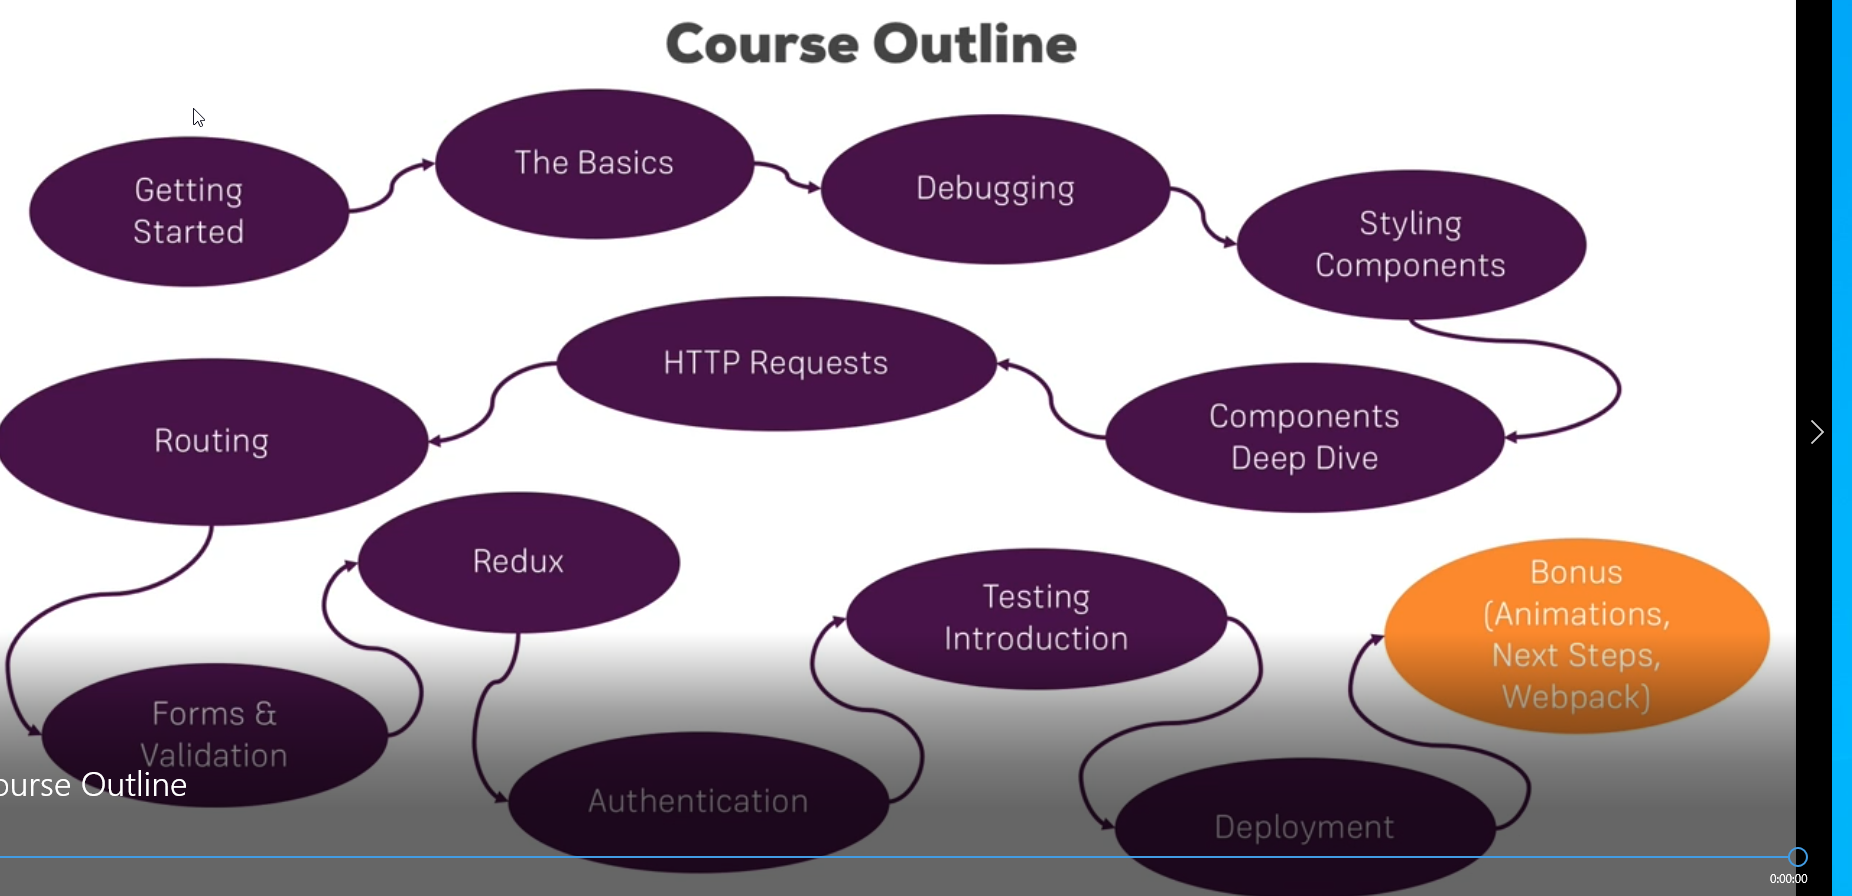 Course Outline
Getting
Started
The Basics
Debugging
Styling
Components
Components
Deep Dive
HTTP Requests
Routing
Forms &
Validation
Redux
Authentication
Testing
Introduction
Deployment
Bonus
(Animations,
Next Steps,
Webpack)
ourse Outline
0:00:00